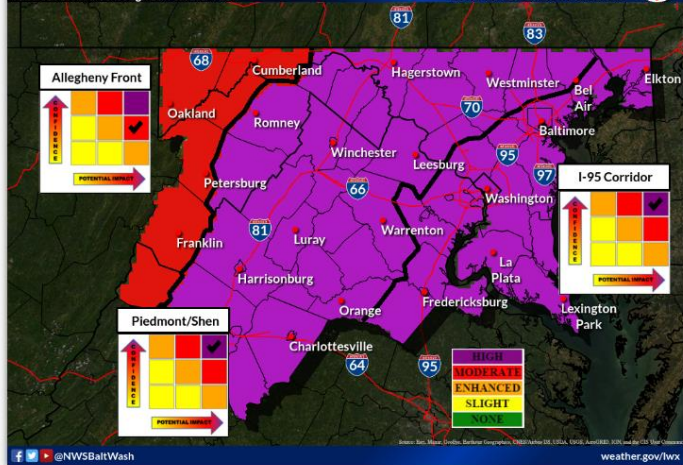 81
83
68
Cumberland
Hagerstown
Westminster
Elkton
Bel
Air
Allegheny Front
CONFIDENCE
POTENTIAL IMPACT
Oakland
Romney
70
Baltimore
Winchester
Leesburg
95
97
Petersburg
66
Washington
I-95 Corridor
CONFIDENCE
POTENTIAL IMPACT
Franklin
81
Luray
Warrenton
La
Plata
Harrisonburg
Fredericksburg
Lexington
Park
Orange
Piedmont/Shen
CONFIDENCE
POTENTIAL IMPACT
Charlottesville
64
95
HIGH
MODERATE
ENHANCED
SLIGHT
NONE
@NWSBaltWash
weather.gov/lwx